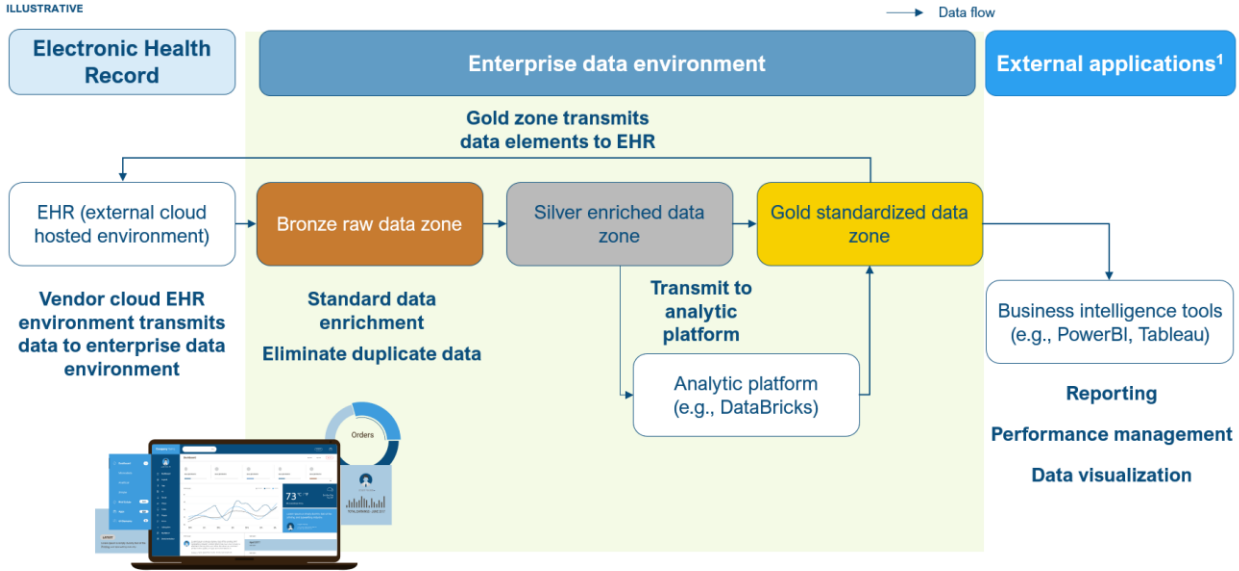 ILLUSTRATIVE
Data flow
Electronic Health
Record
Enterprise data environment
External applications1
Gold zone transmits
data elements to EHR
EHR (external cloud
hosted environment)
Bronze raw data zone
Silver enriched data
zone
Gold standardized data
zone
Vendor cloud EHR
environment transmits
data to enterprise data
environment
Standard data
enrichment
Eliminate duplicate data
Transmit to
analytic
platform
Analytic platform
(e.g., DataBricks)
Business intelligence tools
(e.g., PowerBI, Tableau)
Reporting
Performance management
Data visualization
Orders
73°